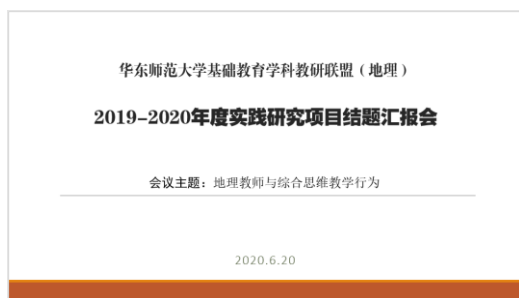 华东师范大学基础教育学科教研联盟（地理）
2019-2020年度实践研究项目结题汇报会
会议主题：地理教师与综合思维教学行为
2020.6.20